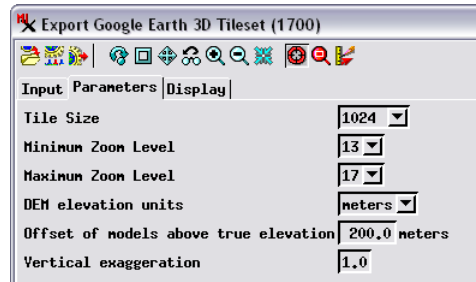 Export Google Earth 3D Tileset (1700)
Input Parameters Display
Tile Size 1024
Minimum Zoom Level 13
Maximum Zoom Level 17
DEM elevation units meters
Offset of models above true elevation 200.0 meters
Vertical exaggeration 1.0